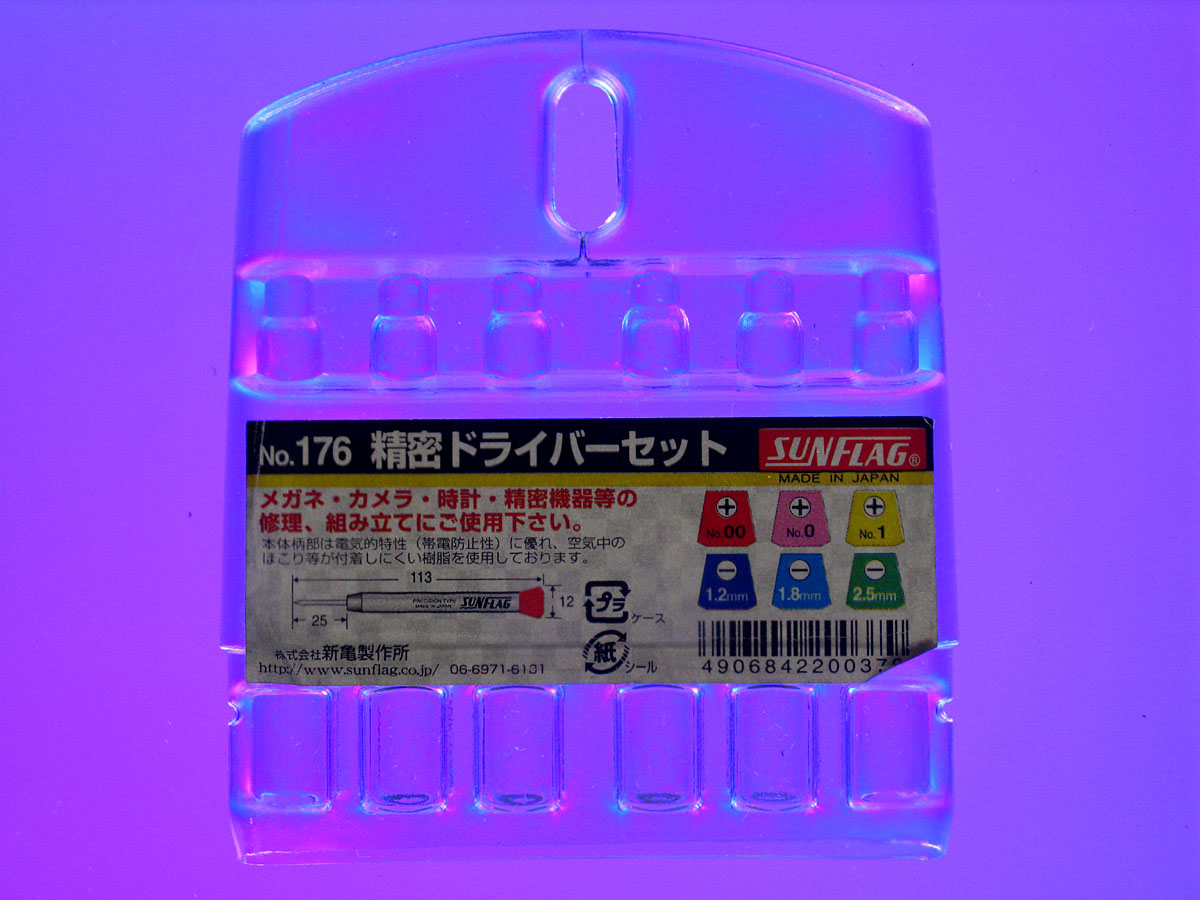 No.176 精密ドライバーセット
SUNFLAG®
MADE IN JAPAN
メガネ・カメラ・時計・精密機器等の
修理、組み立てにご使用下さい。
本体柄部は電気的特性（帯電防止性）に優れ、空気中の
ほこり等が付着しにくい樹脂を使用しております。
113
PRECISION TYPE
MADE IN JAPAN
SUNFLAG
12
25
プラ
ケース
紙
シール
株式会社新亀製作所
http://www.sunflag.co.jp/ 06-6971-6131
No.00
No.0
No.1
1.2mm
1.8mm
2.5mm
490684220037